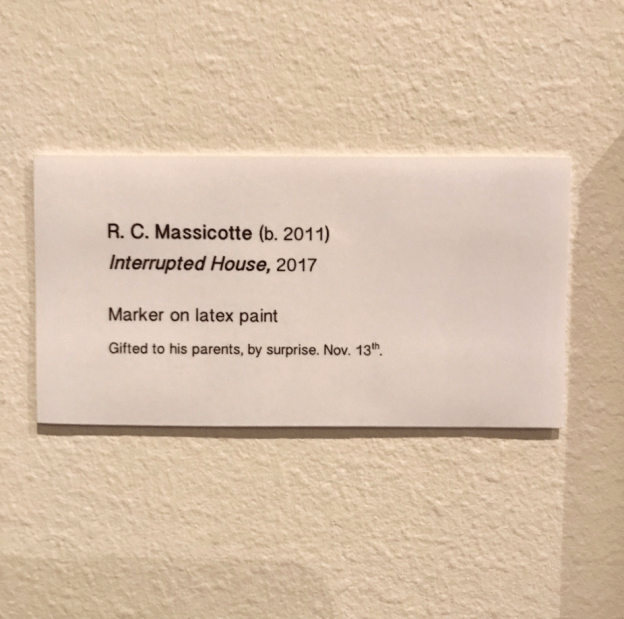 R. C. Massicotte (b. 2011)
Interrupted House, 2017
Marker on latex paint
Gifted to his parents, by surprise. Nov. 13th.